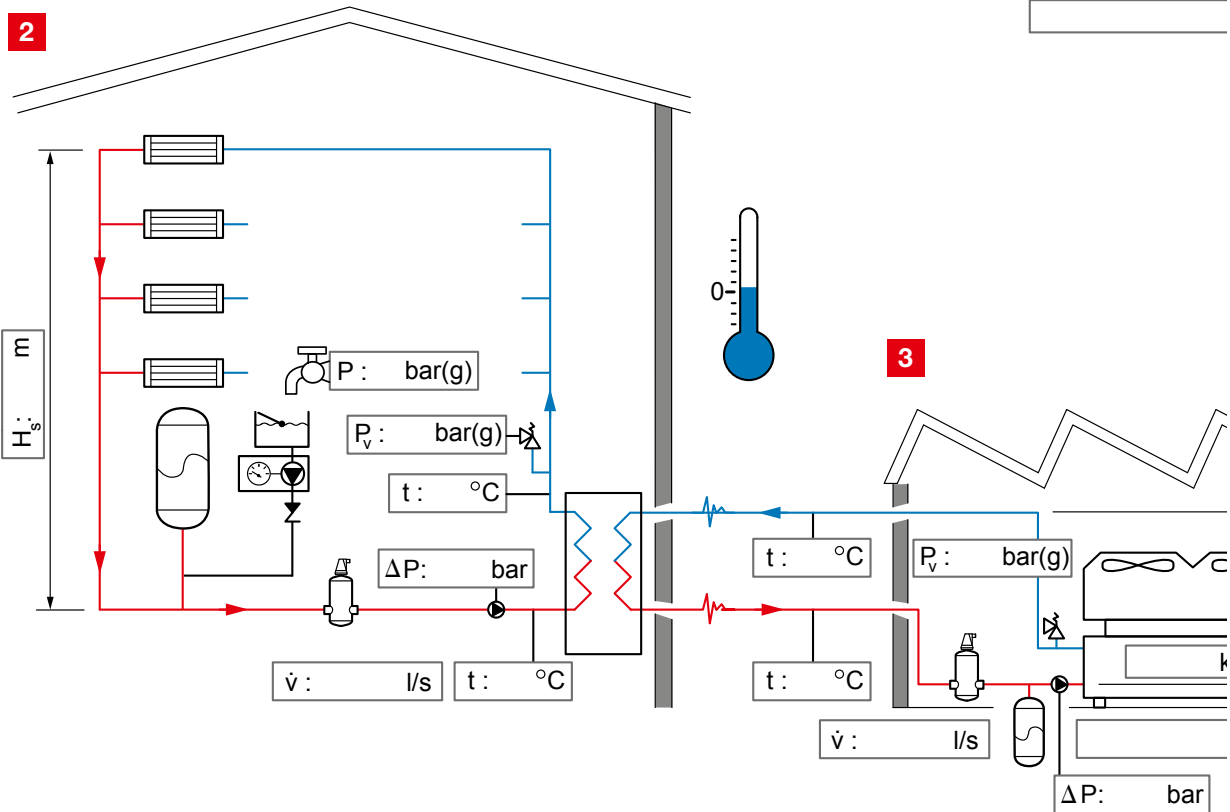 2
0
3
H_s: m
P : bar(g)
P_v : bar(g)
t : °C
ΔP: bar
v̇ : l/s
t : °C
t : °C
t : °C
P_v : bar(g)
k
v̇ : l/s
ΔP: bar